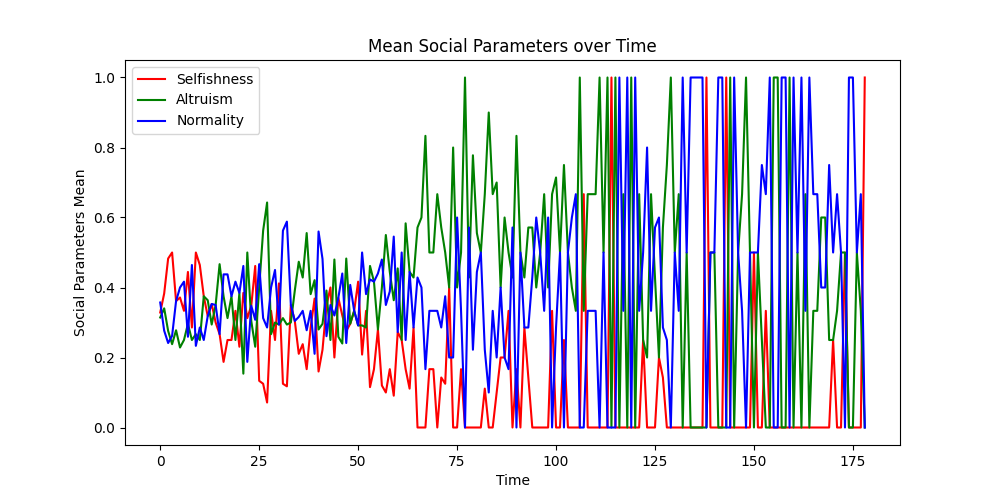 Mean Social Parameters over Time
Selfishness
Altruism
Normality
Social Parameters Mean
1.0
0.8
0.6
0.4
0.2
0.0
0 25 50 75 100 125 150 175
Time